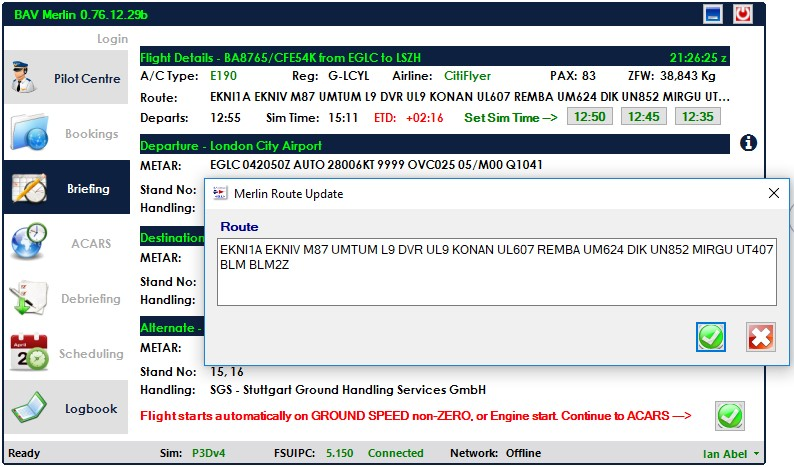 BAV Merlin 0.76.12.29b
Login
Pilot Centre
Bookings
Briefing
ACARS
Debriefing
Scheduling
Logbook
Flight Details - BA8765/CFE54K from EGLC to LSZH 21:26:25 z
A/C Type: E190 Reg: G-LCYL Airline: CitiFlyer PAX: 83 ZFW: 38,843 Kg
Route: EKNI1A EKNIV M87 UMTUM L9 DVR UL9 KONAN UL607 REMBA UM624 DIK UN852 MIRGU UT...
Departs: 12:55 Sim Time: 15:11 ETD: +02:16 Set Sim Time --> 12:50 12:45 12:35
Departure - London City Airport
METAR: EGLC 042050Z AUTO 28006KT 9999 OVC025 05/M00 Q1041
Stand No:
Handling:
Destination
METAR:
Stand No:
Handling:
Alternate -
METAR:
Stand No: 15, 16
Handling: SGS - Stuttgart Ground Handling Services GmbH
Merlin Route Update
Route
EKNI1A EKNIV M87 UMTUM L9 DVR UL9 KONAN UL607 REMBA UM624 DIK UN852 MIRGU UT407
BLM BLM2Z
Flight starts automatically on GROUND SPEED non-ZERO, or Engine start. Continue to ACARS --->
Ready Sim: P3Dv4 FSUIPC: 5.150 Connected Network: Offline Ian Abel